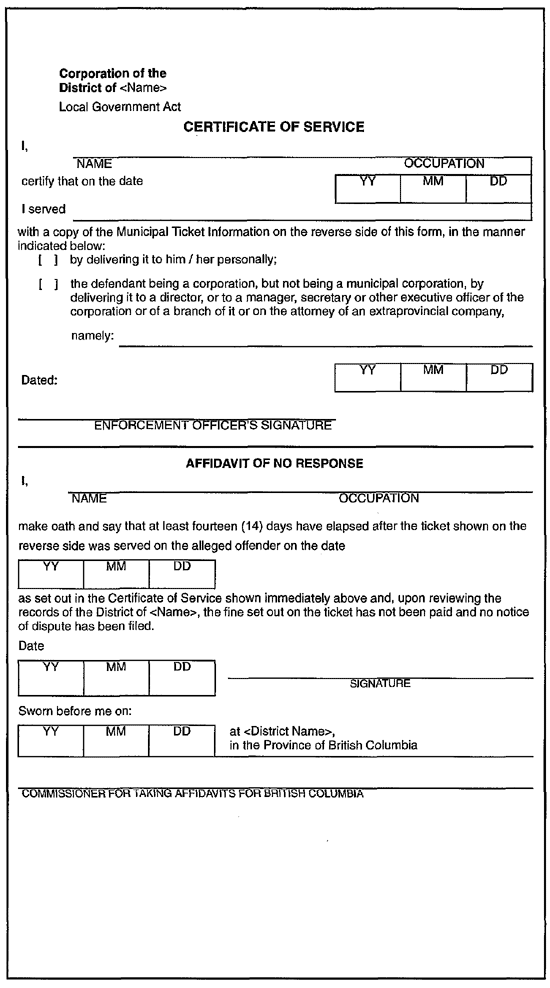 Corporation of the
District of <Name>
Local Government Act
CERTIFICATE OF SERVICE
I,
NAME OCCUPATION
certify that on the date YY MM DD
I served
with a copy of the Municipal Ticket Information on the reverse side of this form, in the manner
indicated below:
[ ] by delivering it to him / her personally;
[ ] the defendant being a corporation, but not being a municipal corporation, by
delivering it to a director, or to a manager, secretary or other executive officer of the
corporation or of a branch of it or on the attorney of an extraprovincial company,
namely:
YY MM DD
Dated:
ENFORCEMENT OFFICER'S SIGNATURE
AFFIDAVIT OF NO RESPONSE
I,
NAME OCCUPATION
make oath and say that at least fourteen (14) days have elapsed after the ticket shown on the
reverse side was served on the alleged offender on the date
YY MM DD
as set out in the Certificate of Service shown immediately above and, upon reviewing the
records of the District of <Name>, the fine set out on the ticket has not been paid and no notice
of dispute has been filed.
Date
YY MM DD
SIGNATURE
Sworn before me on:
YY MM DD at <District Name>,
in the Province of British Columbia
COMMISSIONER FOR TAKING AFFIDAVITS FOR BRITISH COLUMBIA